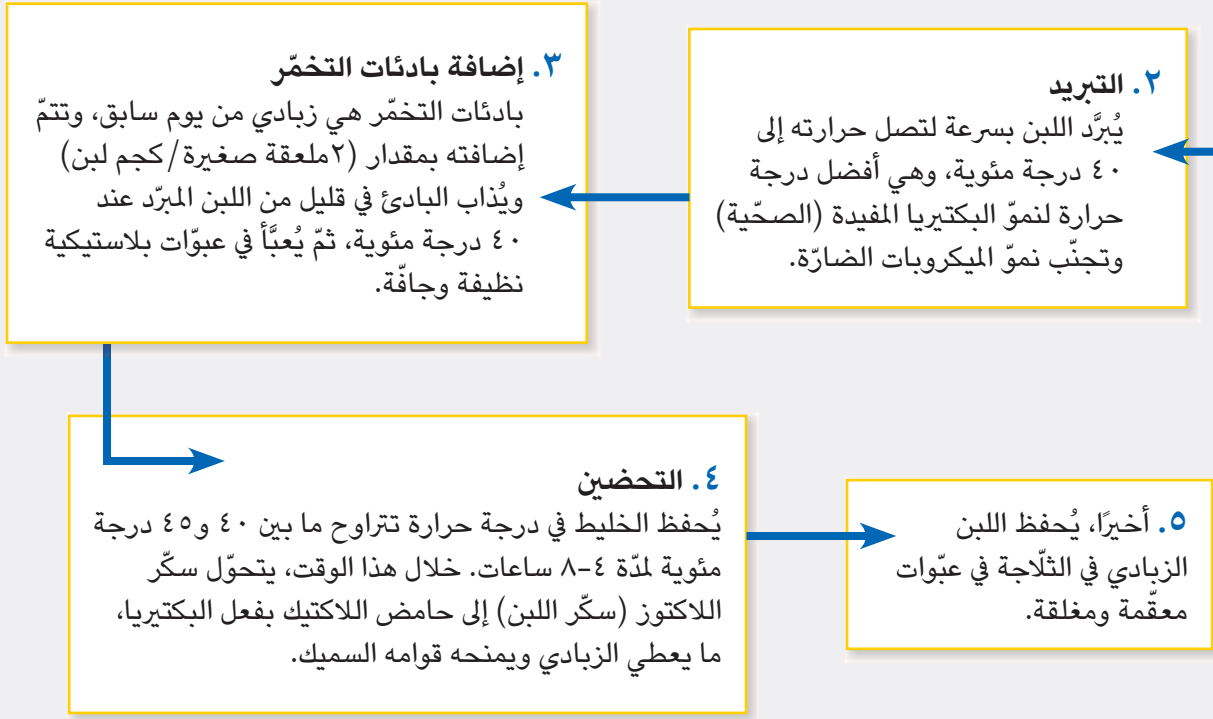 ٢. التبريد
يُبرَّد اللبن بسرعة لتصل حرارته إلى
٤٠ درجة مئوية، وهي أفضل درجة
حرارة لنموّ البكتيريا المفيدة (الصحّية)
وتجنّب نموّ الميكروبات الضارّة.
٣. إضافة بادئات التخمّر
بادئات التخمّر هي زبادي من يوم سابق، وتتمّ
إضافته بمقدار (٢ملعقة صغيرة/كجم لبن)
ويُذاب البادئ في قليل من اللبن المبرّد عند
٤٠ درجة مئوية، ثمّ يُعبَّأ في عبوّات بلاستيكية
نظيفة وجافّة.
٤. التحضين
يُحفظ الخليط في درجة حرارة تتراوح ما بين ٤٠ و٤٥ درجة
مئوية لمدّة ٤-٨ ساعات. خلال هذا الوقت، يتحوّل سكّر
اللاكتوز (سكّر اللبن) إلى حامض اللاكتيك بفعل البكتيريا،
ما يعطي الزبادي ويمنحه قوامه السميك.
٥. أخيرًا، يُحفظ اللبن
الزبادي في الثلّاجة في عبّوات
معقّمة ومغلقة.